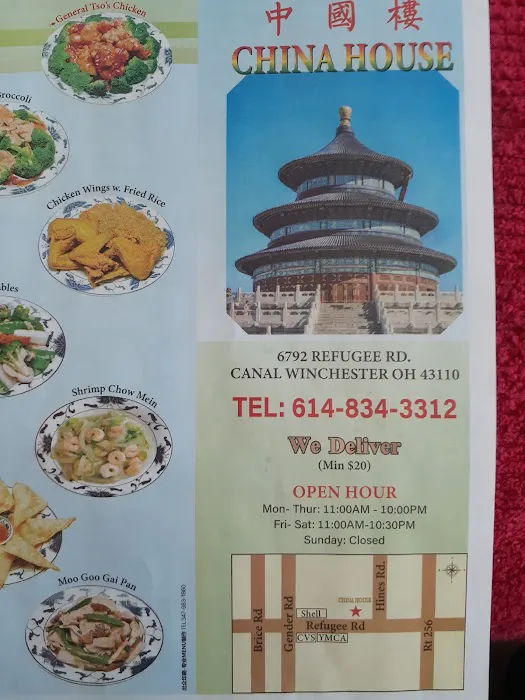 General Tso's Chicken
Broccoli
Chicken Wings w. Fried Rice
bles
Shrimp Chow Mein
Moo Goo Gai Pan
中國樓
CHINA HOUSE
6792 REFUGEE RD.
CANAL WINCHESTER OH 43110
TEL: 614-834-3312
We Deliver
(Min $20)
OPEN HOUR
Mon- Thur: 11:00AM - 10:00PM
Fri- Sat: 11:00AM-10:30PM
Sunday: Closed
Brice Rd
Gender Rd
Hines Rd.
Rt 256
CHINA HOUSE
Shell
Refugee Rd
CVS YMCA